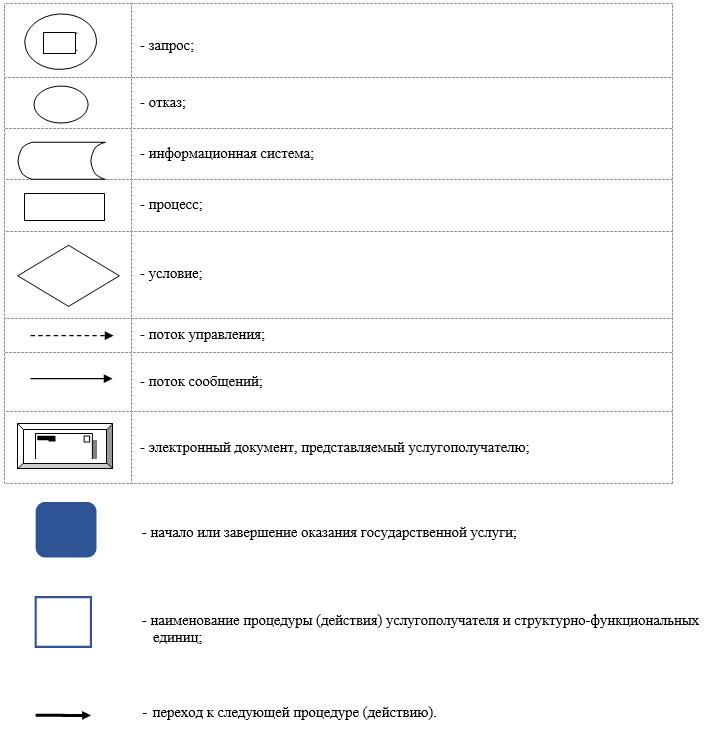 - запрос;
- отказ;
- информационная система;
- процесс;
- условие;
- поток управления;
- поток сообщений;
- электронный документ, представляемый услугополучателю;
- начало или завершение оказания государственной услуги;
- наименование процедуры (действия) услугополучателя и структурно-функциональных
единиц;
- переход к следующей процедуре (действию).